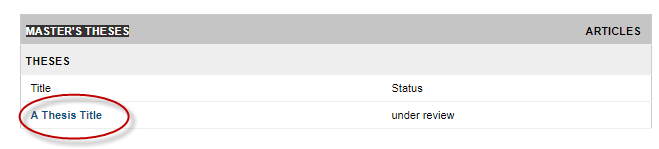 MASTER'S THESES ARTICLES
THESES
Title Status
A Thesis Title under review